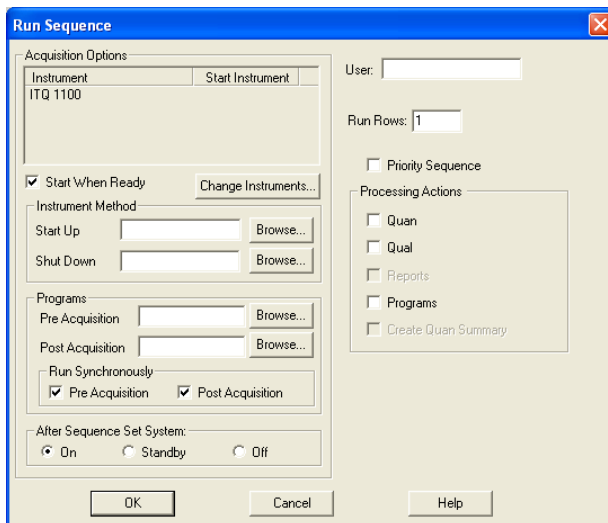 Run Sequence
Acquisition Options
Instrument Start Instrument
ITQ 1100
Start When Ready Change Instruments...
Instrument Method
Start Up Browse...
Shut Down Browse...
Programs
Pre Acquisition Browse...
Post Acquisition Browse...
Run Synchronously
Pre Acquisition Post Acquisition
After Sequence Set System:
On Standby Off
User:
Run Rows: 1
Priority Sequence
Processing Actions
Quan
Qual
Reports
Programs
Create Quan Summary
OK Cancel Help